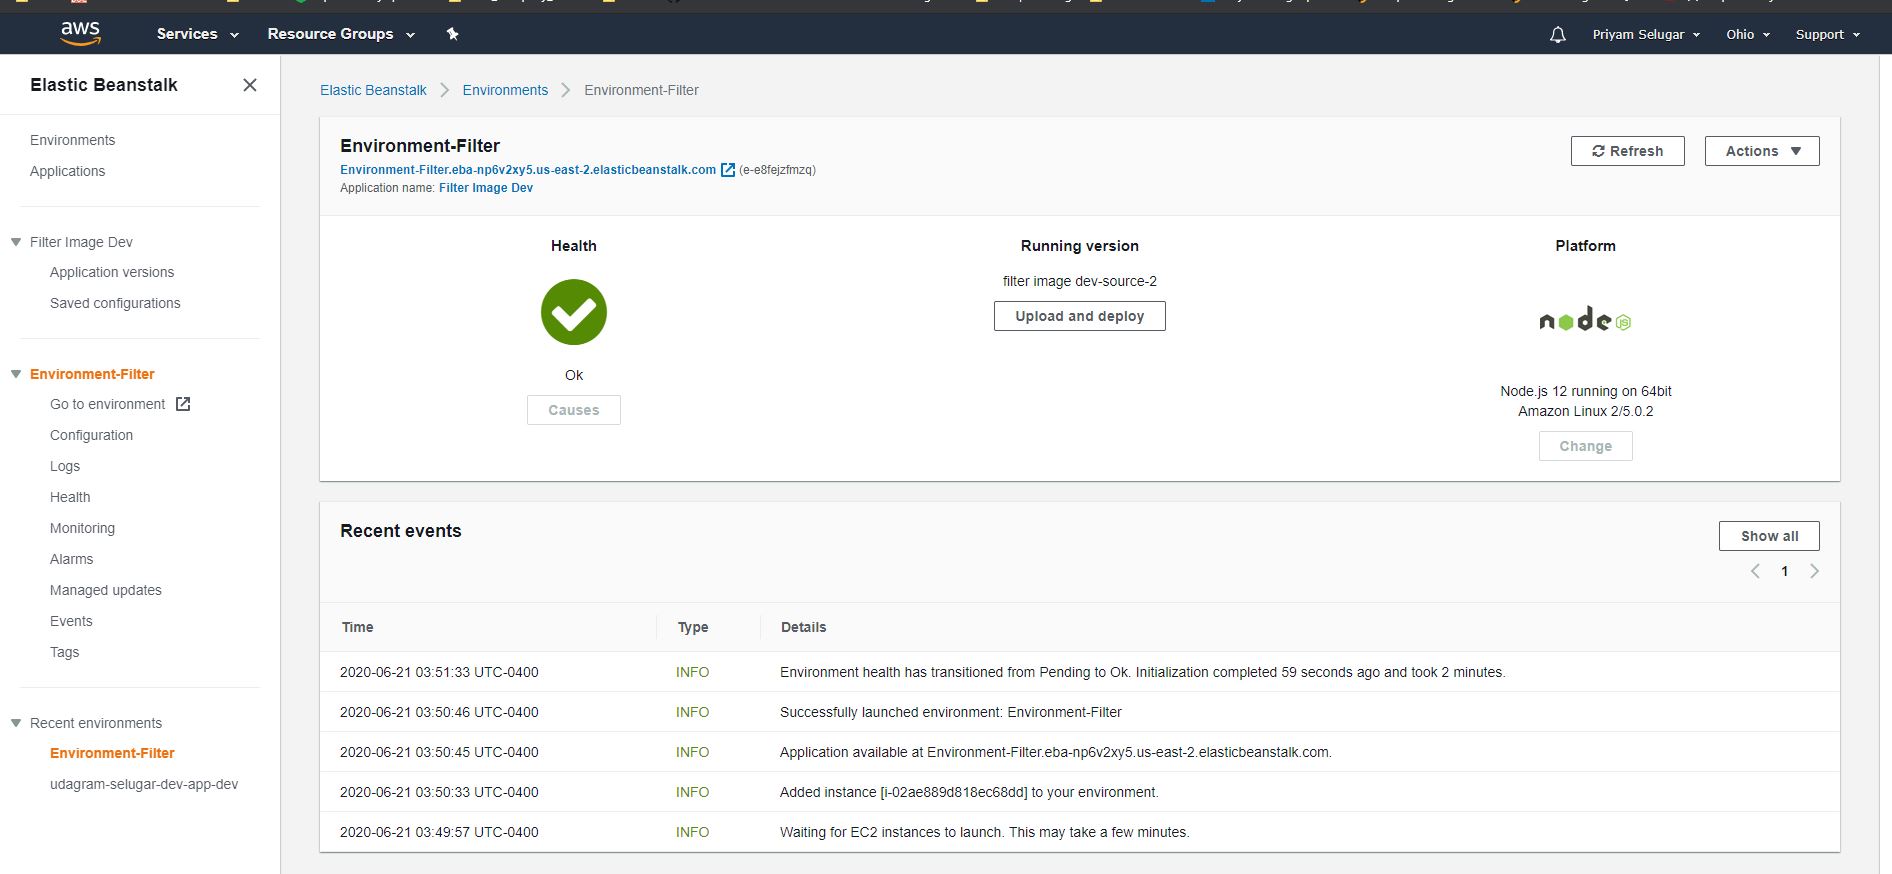 aws Services Resource Groups Priyam Selugar Ohio Support
Elastic Beanstalk
Environments
Applications
Filter Image Dev
Application versions
Saved configurations
Environment-Filter
Go to environment
Configuration
Logs
Health
Monitoring
Alarms
Managed updates
Events
Tags
Recent environments
Environment-Filter
udagram-selugar-dev-app-dev
Elastic Beanstalk Environments Environment-Filter
Environment-Filter
Environment-Filter.eba-np6v2xy5.us-east-2.elasticbeanstalk.com (e-e8fejzfmzq)
Application name: Filter Image Dev
Refresh Actions
Health
Ok
Causes
Running version
filter image dev-source-2
Upload and deploy
Platform
node JS
Node.js 12 running on 64bit
Amazon Linux 2/5.0.2
Change
Recent events
Show all
1
Time Type Details
2020-06-21 03:51:33 UTC-0400 INFO Environment health has transitioned from Pending to Ok. Initialization completed 59 seconds ago and took 2 minutes.
2020-06-21 03:50:46 UTC-0400 INFO Successfully launched environment: Environment-Filter
2020-06-21 03:50:45 UTC-0400 INFO Application available at Environment-Filter.eba-np6v2xy5.us-east-2.elasticbeanstalk.com.
2020-06-21 03:50:33 UTC-0400 INFO Added instance [i-02ae889d818ec68dd] to your environment.
2020-06-21 03:49:57 UTC-0400 INFO Waiting for EC2 instances to launch. This may take a few minutes.